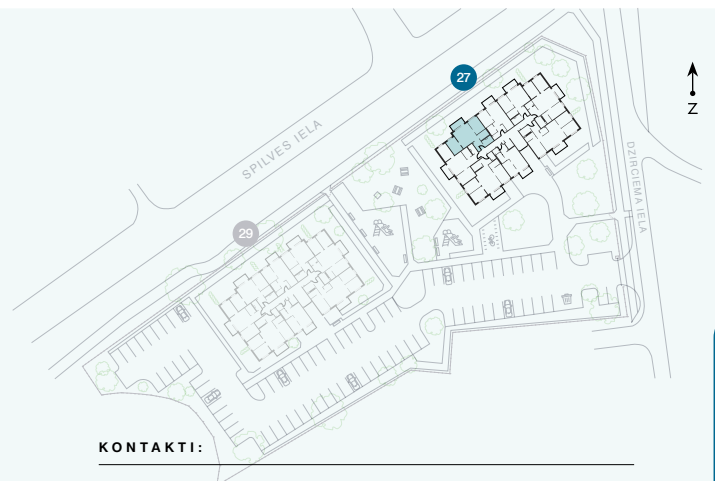 27
Z
SPILVES IELA
DZIRCIEMA IELA
29
KONTAKTI: